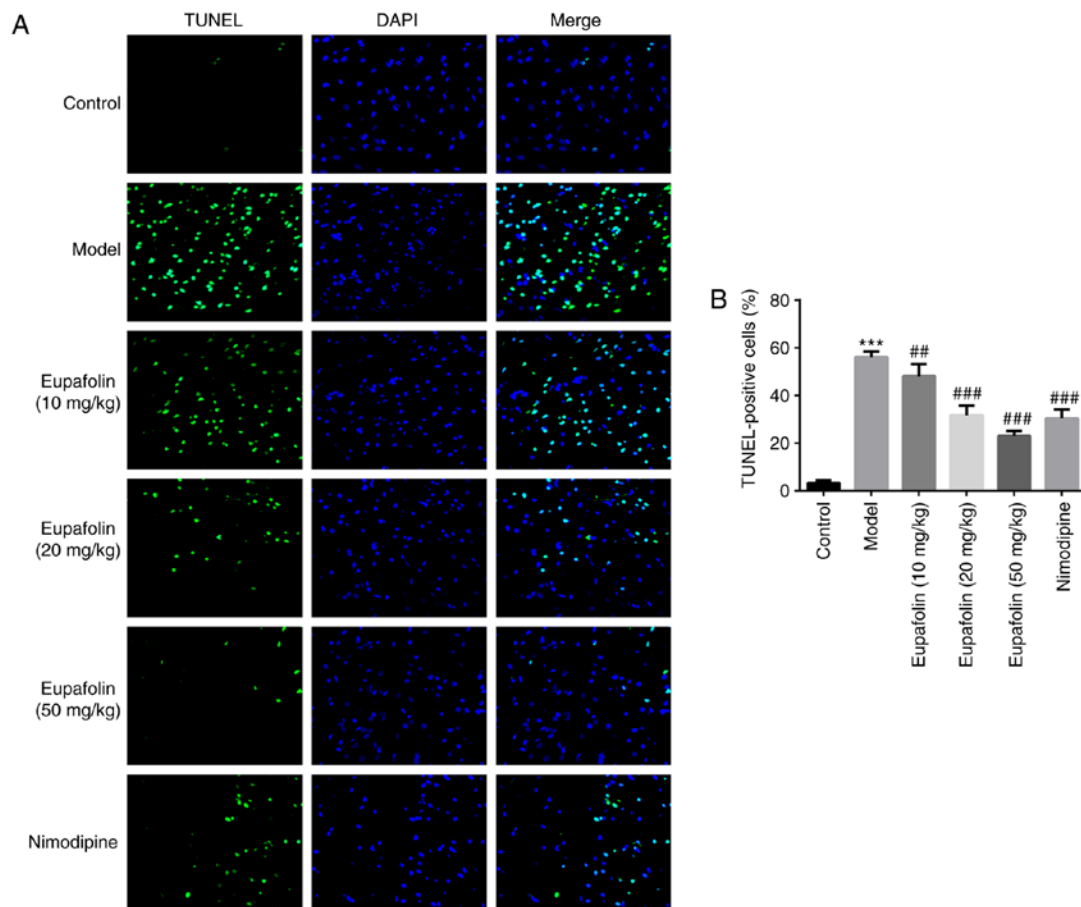 A
TUNEL
DAPI
Merge
Control
Model
Eupafolin
(10 mg/kg)
Eupafolin
(20 mg/kg)
Eupafolin
(50 mg/kg)
Nimodipine
B
TUNEL-positive cells (%)
80
60
40
20
0
***
##
###
###
###
Control
Model
Eupafolin (10 mg/kg)
Eupafolin (20 mg/kg)
Eupafolin (50 mg/kg)
Nimodipine